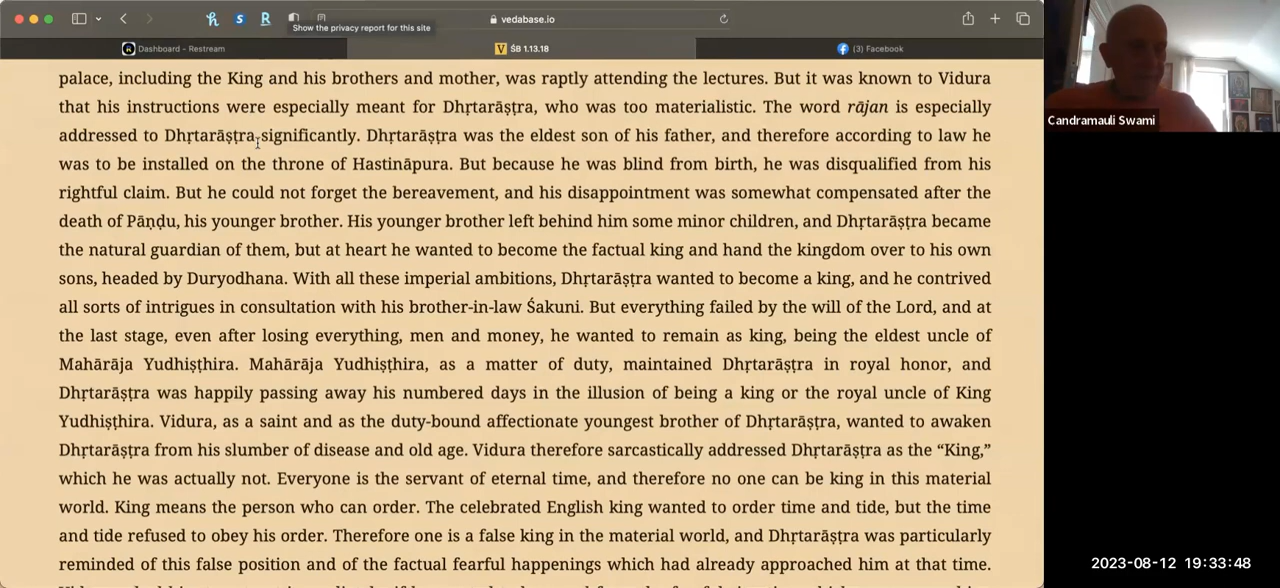 vedabase.io
Show the privacy report for this site
Dashboard - Restream
ŚB 1.13.18
(3) Facebook
palace, including the King and his brothers and mother, was raptly attending the lectures. But it was known to Vidura
that his instructions were especially meant for Dhṛtarāṣṭra, who was too materialistic. The word rājan is especially
addressed to Dhṛtarāṣṭra significantly. Dhṛtarāṣṭra was the eldest son of his father, and therefore according to law he
was to be installed on the throne of Hastināpura. But because he was blind from birth, he was disqualified from his
rightful claim. But he could not forget the bereavement, and his disappointment was somewhat compensated after the
death of Pāṇḍu, his younger brother. His younger brother left behind him some minor children, and Dhṛtarāṣṭra became
the natural guardian of them, but at heart he wanted to become the factual king and hand the kingdom over to his own
sons, headed by Duryodhana. With all these imperial ambitions, Dhṛtarāṣṭra wanted to become a king, and he contrived
all sorts of intrigues in consultation with his brother-in-law Śakuni. But everything failed by the will of the Lord, and at
the last stage, even after losing everything, men and money, he wanted to remain as king, being the eldest uncle of
Mahārāja Yudhiṣṭhira. Mahārāja Yudhiṣṭhira, as a matter of duty, maintained Dhṛtarāṣṭra in royal honor, and
Dhṛtarāṣṭra was happily passing away his numbered days in the illusion of being a king or the royal uncle of King
Yudhiṣṭhira. Vidura, as a saint and as the duty-bound affectionate youngest brother of Dhṛtarāṣṭra, wanted to awaken
Dhṛtarāṣṭra from his slumber of disease and old age. Vidura therefore sarcastically addressed Dhṛtarāṣṭra as the “King,”
which he was actually not. Everyone is the servant of eternal time, and therefore no one can be king in this material
world. King means the person who can order. The celebrated English king wanted to order time and tide, but the time
and tide refused to obey his order. Therefore one is a false king in the material world, and Dhṛtarāṣṭra was particularly
reminded of this false position and of the factual fearful happenings which had already approached him at that time.
Candramauli Swami
2023-08-12 19:33:48